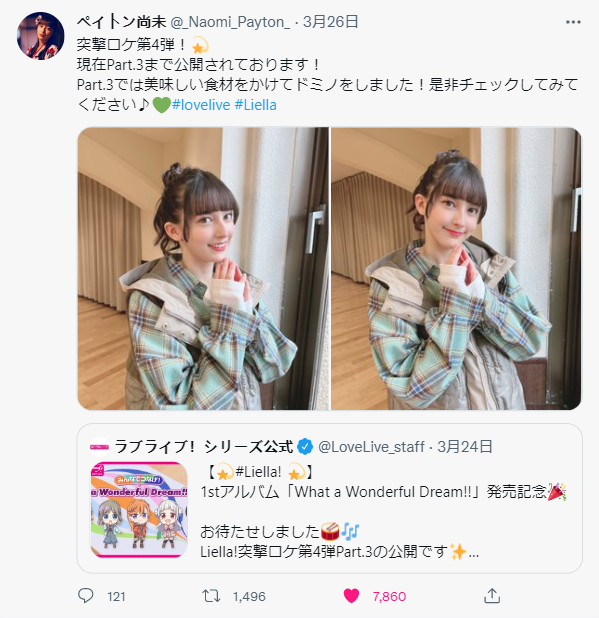 ペイトン尚未 @_Naomi_Payton_ · 3月26日
突撃ロケ第4弾！💫
現在Part.3まで公開されております！
Part.3では美味しい食材をかけてドミノをしました！是非チェックしてみて
ください♪💚#lovelive #Liella
ラブライブ！シリーズ公式 @LoveLive_staff · 3月24日
みんなでつなげ！
a Wonderful Dream!!
【💫#Liella! 💫】
1stアルバム「What a Wonderful Dream!!」発売記念🎉
お待たせしました🥁🎶
Liella!突撃ロケ第4弾Part.3の公開です✨...
121
1,496
7,860